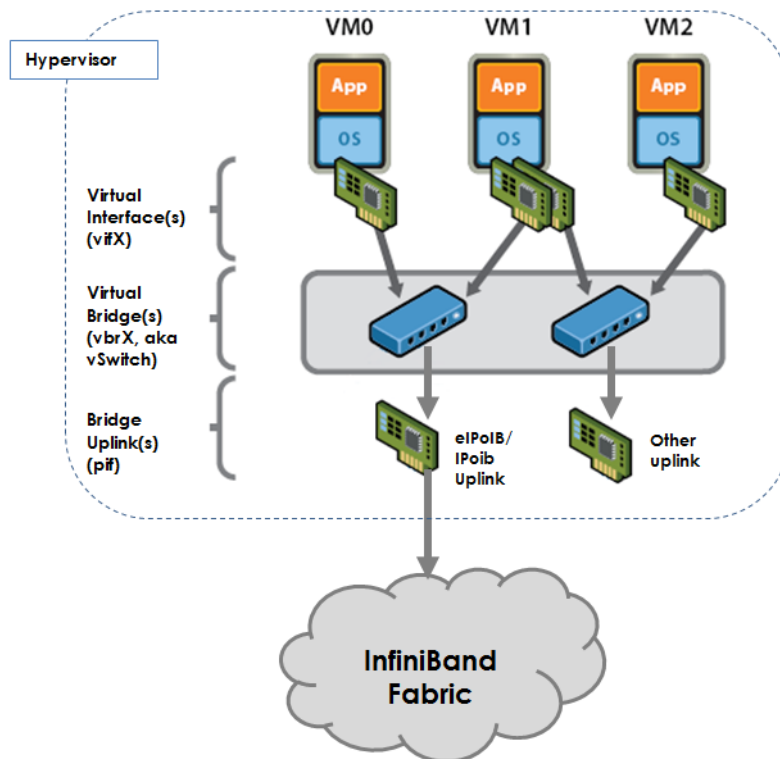 VM0
VM1
VM2
Hypervisor
App
App
App
OS
OS
OS
Virtual
Interface(s)
(vifX)
Virtual
Bridge(s)
(vbrX, aka
vSwitch)
Bridge
Uplink(s)
(pif)
eIPoIB/
IPoib
Uplink
Other
uplink
InfiniBand
Fabric